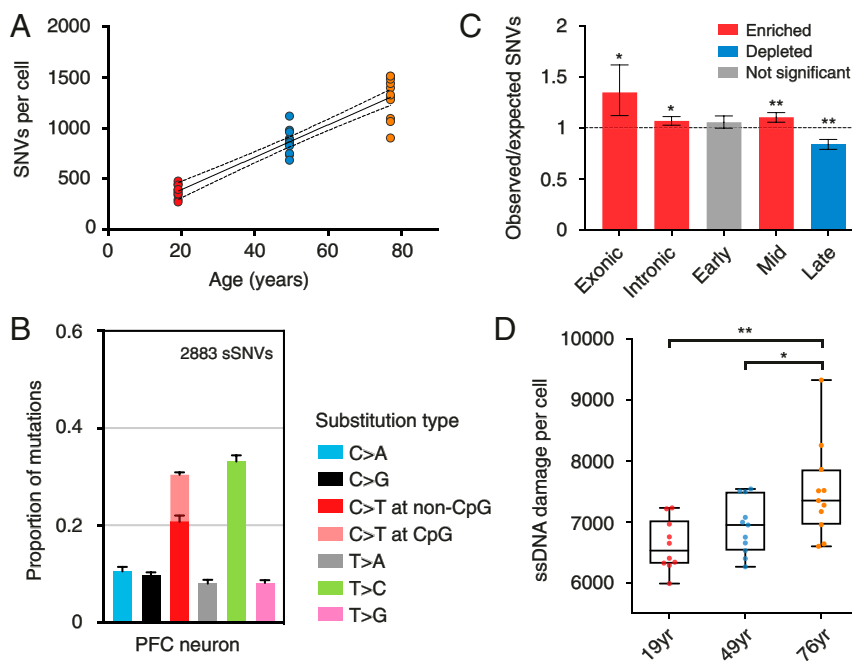 A
SNVs per cell
2000
1500
1000
500
0
0
20
40
60
80
Age (years)
B
Proportion of mutations
0.6
0.4
0.2
0
2883 sSNVs
PFC neuron
Substitution type
C>A
C>G
C>T at non-CpG
C>T at CpG
T>A
T>C
T>G
C
Observed/expected SNVs
2
1.5
1
0.5
0
Enriched
Depleted
Not significant
*
*
**
**
Exonic
Intronic
Early
Mid
Late
D
ssDNA damage per cell
10000
9000
8000
7000
6000
**
*
19yr
49yr
76yr